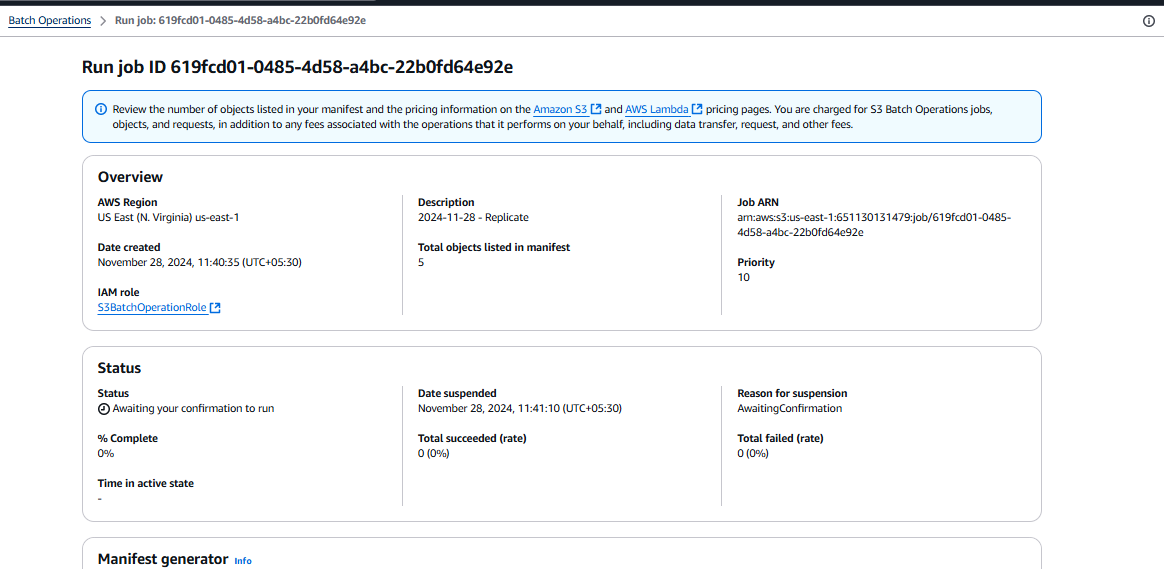 Batch Operations > Run job: 619fcd01-0485-4d58-a4bc-22b0fd64e92e
Run job ID 619fcd01-0485-4d58-a4bc-22b0fd64e92e
Review the number of objects listed in your manifest and the pricing information on the Amazon S3 and AWS Lambda pricing pages. You are charged for S3 Batch Operations jobs,
objects, and requests, in addition to any fees associated with the operations that it performs on your behalf, including data transfer, request, and other fees.
Overview
AWS Region
US East (N. Virginia) us-east-1
Date created
November 28, 2024, 11:40:35 (UTC+05:30)
IAM role
S3BatchOperationRole
Description
2024-11-28 - Replicate
Total objects listed in manifest
5
Job ARN
arn:aws:s3:us-east-1:651130131479:job/619fcd01-0485-
4d58-a4bc-22b0fd64e92e
Priority
10
Status
Status
Awaiting your confirmation to run
% Complete
0%
Time in active state
-
Date suspended
November 28, 2024, 11:41:10 (UTC+05:30)
Total succeeded (rate)
0 (0%)
Reason for suspension
AwaitingConfirmation
Total failed (rate)
0 (0%)
Manifest generator Info